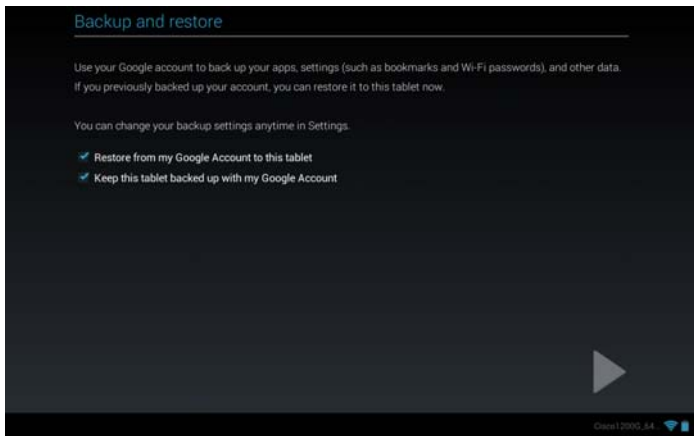 Backup and restore
Use your Google account to back up your apps, settings (such as bookmarks and Wi-Fi passwords), and other data.
If you previously backed up your account, you can restore it to this tablet now.
You can change your backup settings anytime in Settings.
Restore from my Google Account to this tablet
Keep this tablet backed up with my Google Account
Cisco1200G_64...